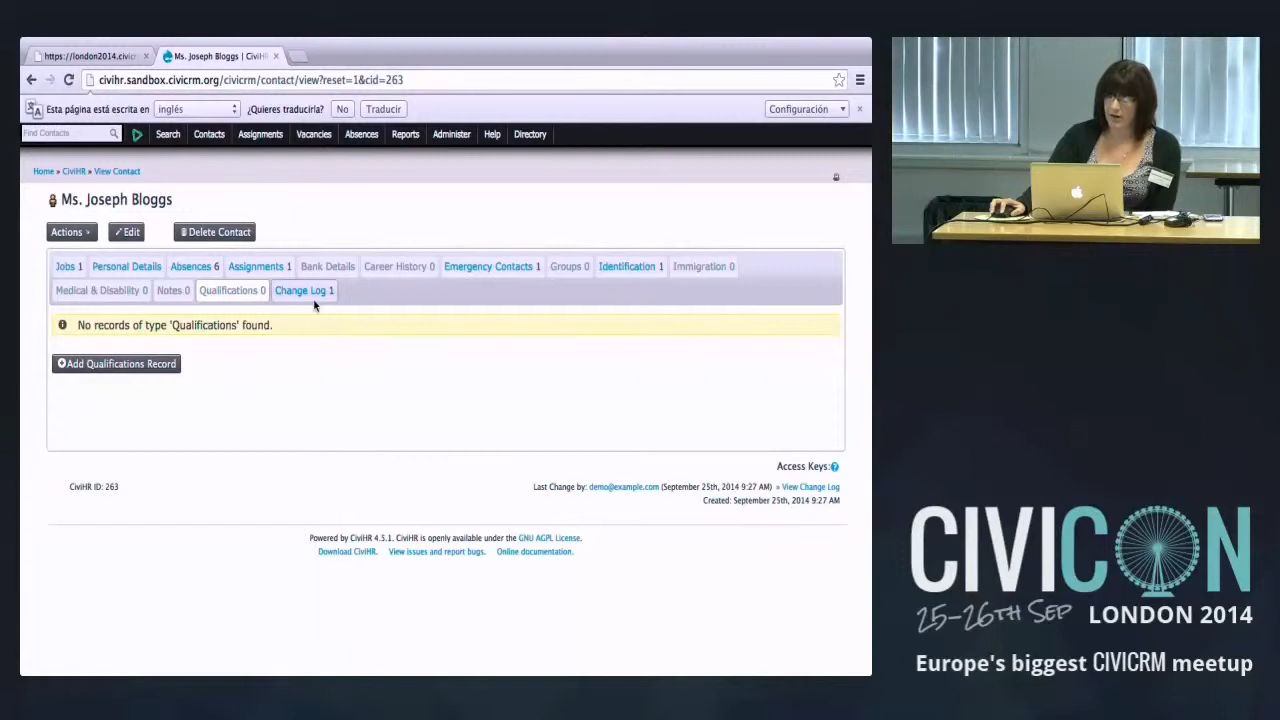 https://london2014.civic
Ms. Joseph Bloggs | CiviHR
civihr.sandbox.civicrm.org/civicrm/contact/view?reset=1&cid=263
Esta página está escrita en inglés ¿Quieres traducirla? No Traducir Configuración
Find Contacts Search Contacts Assignments Vacancies Absences Reports Administer Help Directory
Home » CiviHR » View Contact
Ms. Joseph Bloggs
Actions » Edit Delete Contact
Jobs 1 Personal Details Absences 6 Assignments 1 Bank Details Career History 0 Emergency Contacts 1 Groups 0 Identification 1 Immigration 0
Medical & Disability 0 Notes 0 Qualifications 0 Change Log 1
No records of type 'Qualifications' found.
Add Qualifications Record
Access Keys:?
CiviHR ID: 263
Last Change by: demo@example.com (September 25th, 2014 9:27 AM) » View Change Log
Created: September 25th, 2014 9:27 AM
Powered by CiviHR 4.5.1. CiviHR is openly available under the GNU AGPL License.
Download CiviHR. View issues and report bugs. Online documentation.
CIVICON
25-26TH SEP LONDON 2014
Europe's biggest CIVICRM meetup